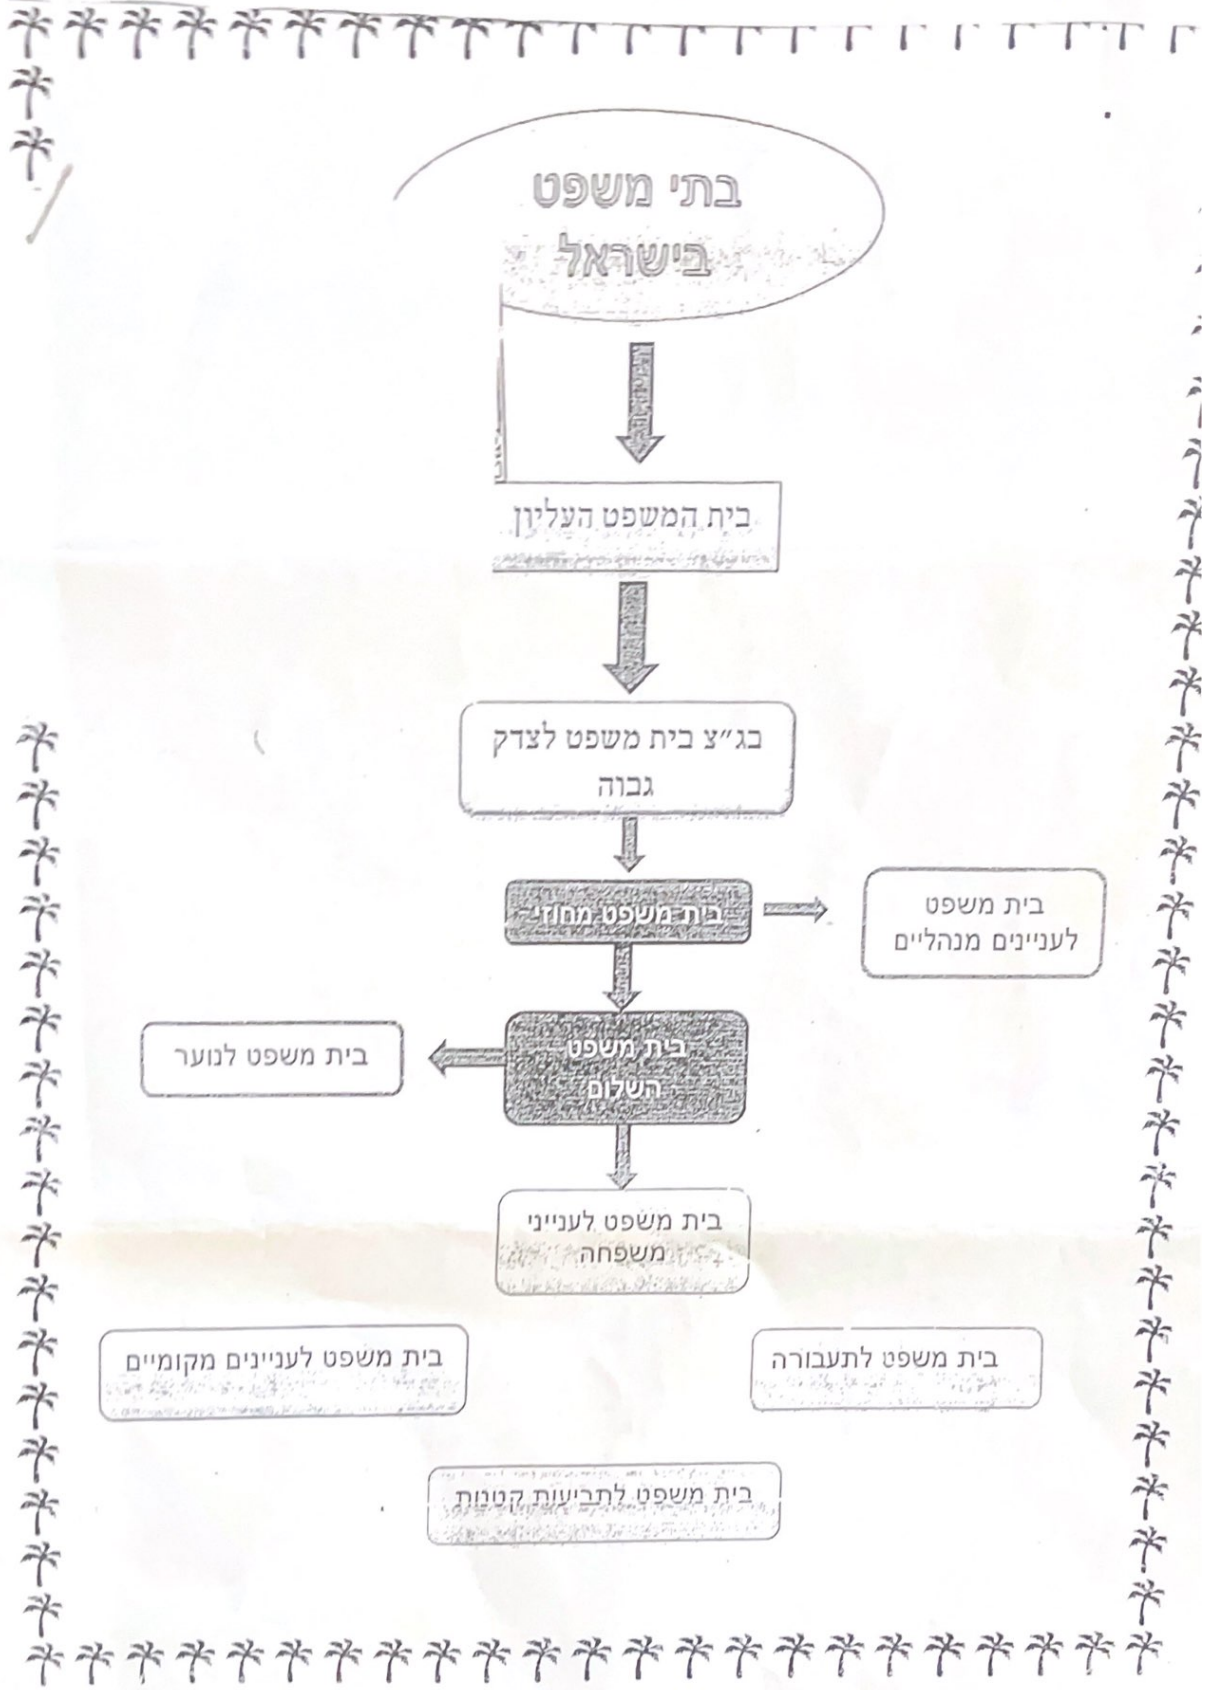 בתי משפט
בישראל
בית המשפט העליון
בג״צ בית משפט לצדק
גבוה
בית משפט מחוזי
בית משפט
לעניינים מנהליים
בית משפט
השלום
בית משפט לנוער
בית משפט לענייני
משפחה
בית משפט לתעבורה
בית משפט לעניינים מקומיים
בית משפט לתביעות קטנות